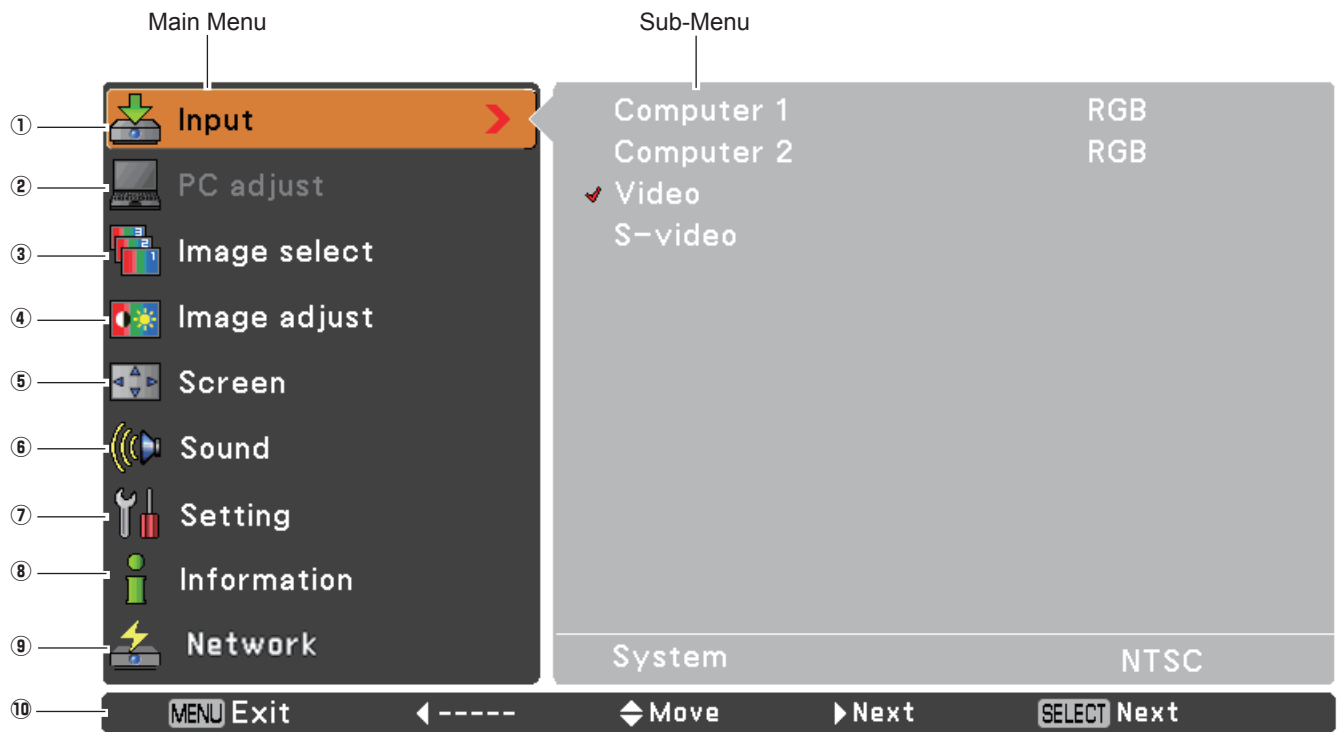 Main Menu
Sub-Menu
① Input
② PC adjust
③ Image select
④ Image adjust
⑤ Screen
⑥ Sound
⑦ Setting
⑧ Information
⑨ Network
Computer 1 RGB
Computer 2 RGB
Video
S-video
System NTSC
⑩ MENU Exit ◀ ----- Move ▶ Next SELECT Next